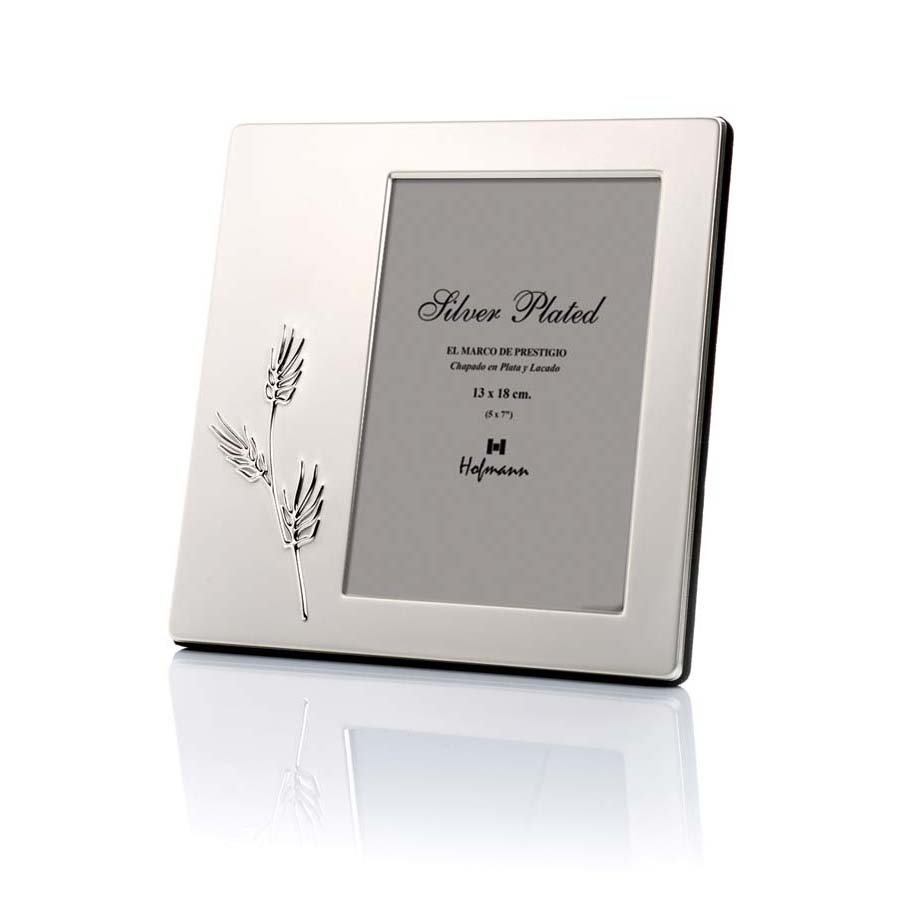 Silver Plated
EL MARCO DE PRESTIGIO
Chapado en Plata y Lacado
13 x 18 cm.
(5 x 7")
Hofmann